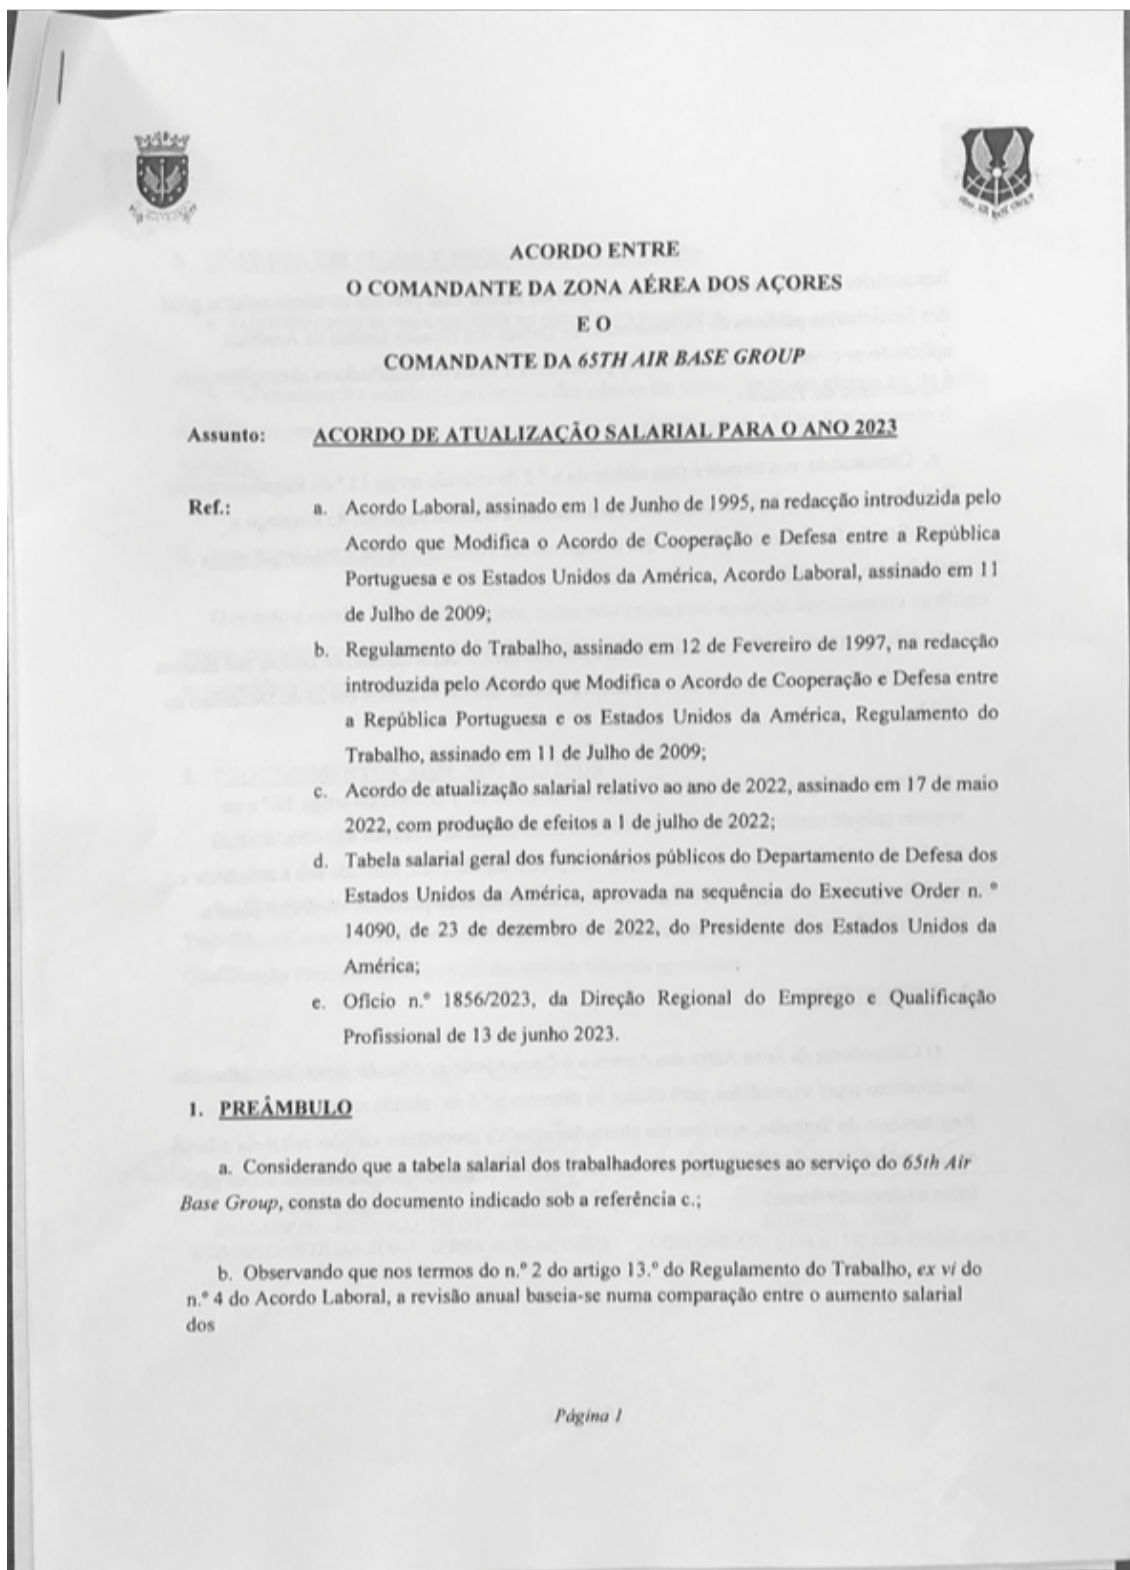 ACORDO ENTRE
O COMANDANTE DA ZONA AÉREA DOS AÇORES
E O
COMANDANTE DA 65TH AIR BASE GROUP
Assunto: ACORDO DE ATUALIZAÇÃO SALARIAL PARA O ANO 2023
Ref.: a. Acordo Laboral, assinado em 1 de Junho de 1995, na redacção introduzida pelo
Acordo que Modifica o Acordo de Cooperação e Defesa entre a República
Portuguesa e os Estados Unidos da América, Acordo Laboral, assinado em 11
de Julho de 2009;
b. Regulamento do Trabalho, assinado em 12 de Fevereiro de 1997, na redacção
introduzida pelo Acordo que Modifica o Acordo de Cooperação e Defesa entre
a República Portuguesa e os Estados Unidos da América, Regulamento do
Trabalho, assinado em 11 de Julho de 2009;
c. Acordo de atualização salarial relativo ao ano de 2022, assinado em 17 de maio
2022, com produção de efeitos a 1 de julho de 2022;
d. Tabela salarial geral dos funcionários públicos do Departamento de Defesa dos
Estados Unidos da América, aprovada na sequência do Executive Order n. º
14090, de 23 de dezembro de 2022, do Presidente dos Estados Unidos da
América;
e. Ofício n.º 1856/2023, da Direção Regional do Emprego e Qualificação
Profissional de 13 de junho 2023.
1. PREÂMBULO
a. Considerando que a tabela salarial dos trabalhadores portugueses ao serviço do 65th Air
Base Group, consta do documento indicado sob a referência c.;
b. Observando que nos termos do n.º 2 do artigo 13.º do Regulamento do Trabalho, ex vi do
n.º 4 do Acordo Laboral, a revisão anual baseia-se numa comparação entre o aumento salarial
dos
Página 1